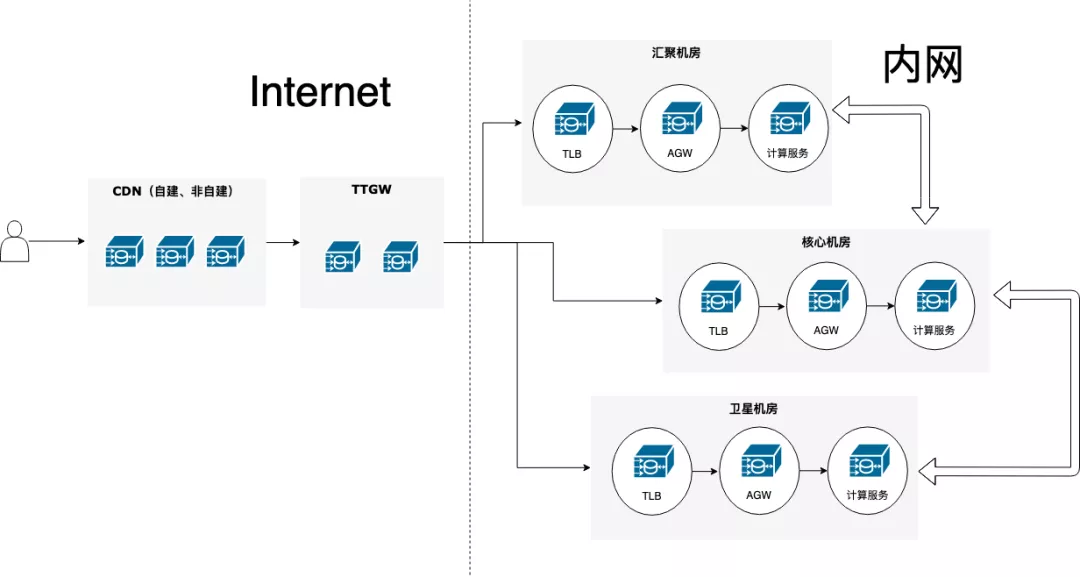 Internet
内网
CDN（自建、非自建）
TTGW
汇聚机房
TLB
AGW
计算服务
核心机房
TLB
AGW
计算服务
卫星机房
TLB
AGW
计算服务